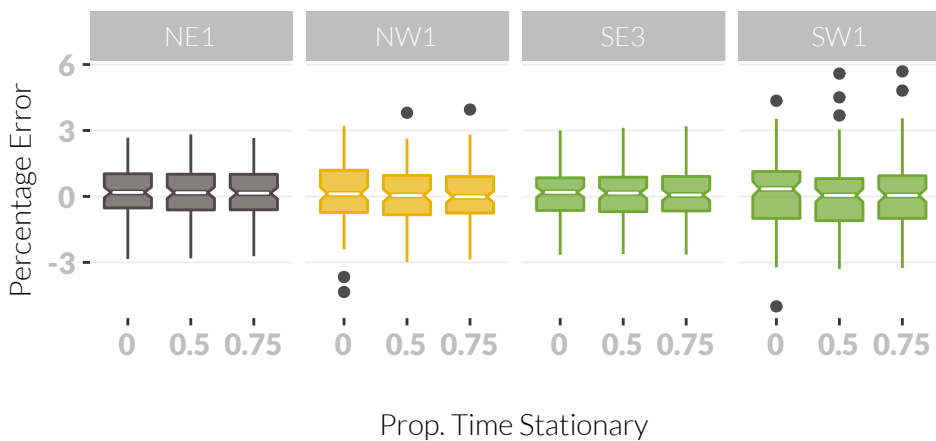 NE1 NW1 SE3 SW1
6
3
0
-3
Percentage Error
0 0.5 0.75 0 0.5 0.75 0 0.5 0.75 0 0.5 0.75
Prop. Time Stationary